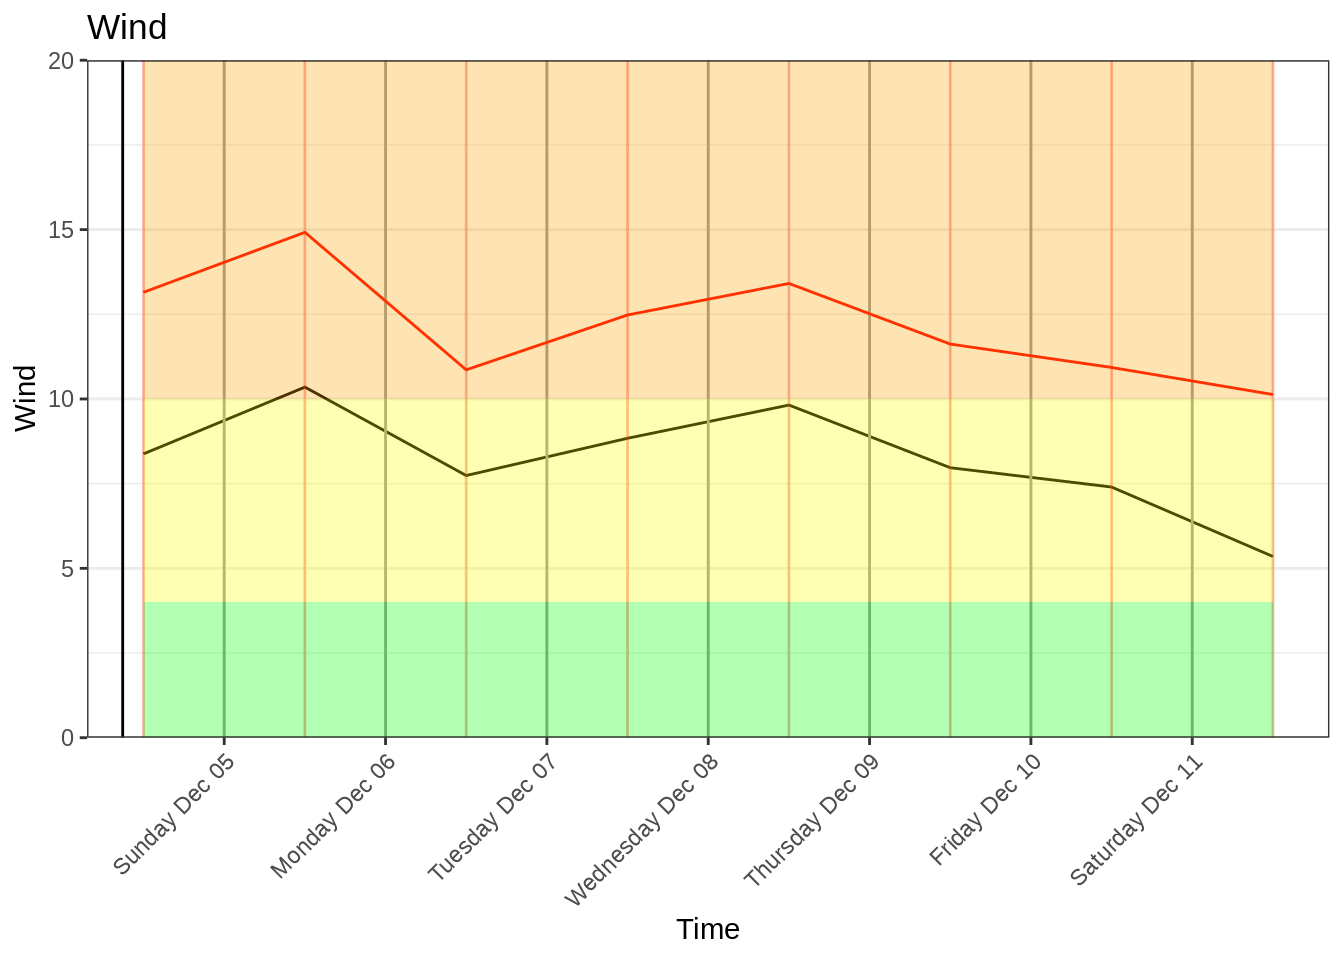 Wind
20
15
10
5
0
Wind
Sunday Dec 05
Monday Dec 06
Tuesday Dec 07
Wednesday Dec 08
Thursday Dec 09
Friday Dec 10
Saturday Dec 11
Time